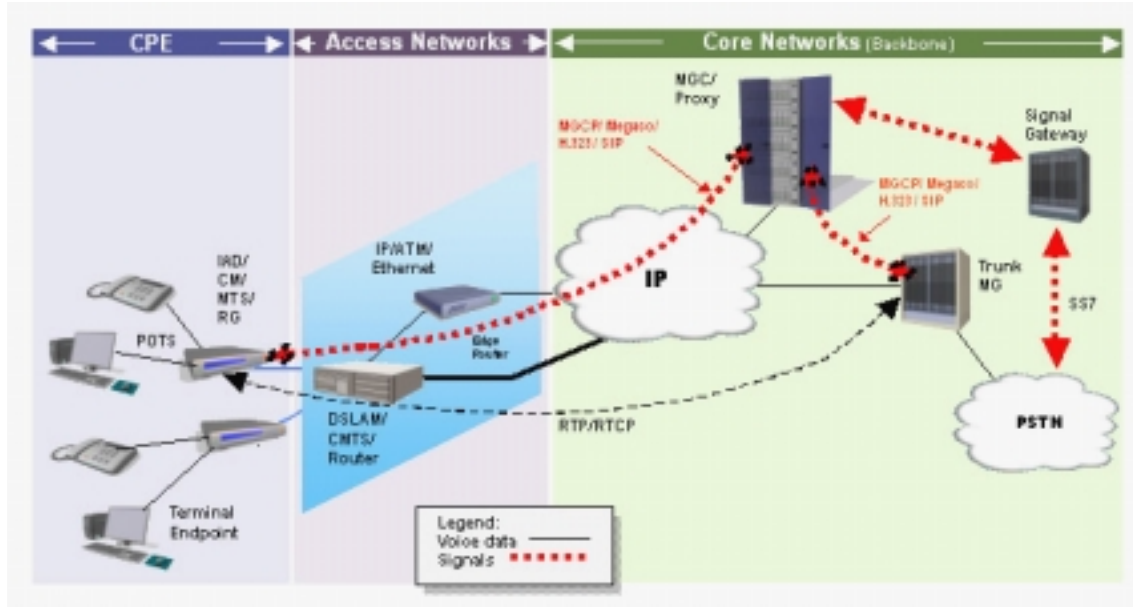 CPE
Access Networks
Core Networks (Backbone)
MGC/
Proxy
MGCP/ Megaco/
H.323 / SIP
Signal
Gateway
MGCP/ Megaco/
H.323 / SIP
IP/ATM/
Ethernet
IAD/
CM/
MTS/
RG
IP
Trunk
MG
SS7
POTS
Edge
Router
DSLAM/
CMTS/
Router
RTP/RTCP
PSTN
Terminal
Endpoint
Legend:
Voice data
Signals